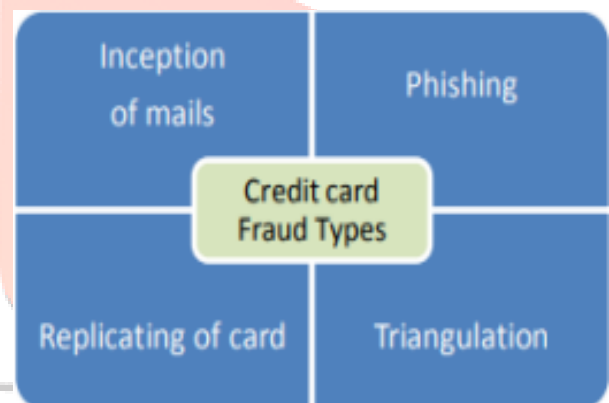 Inception
of mails
Phishing
Credit card
Fraud Types
Replicating of card
Triangulation